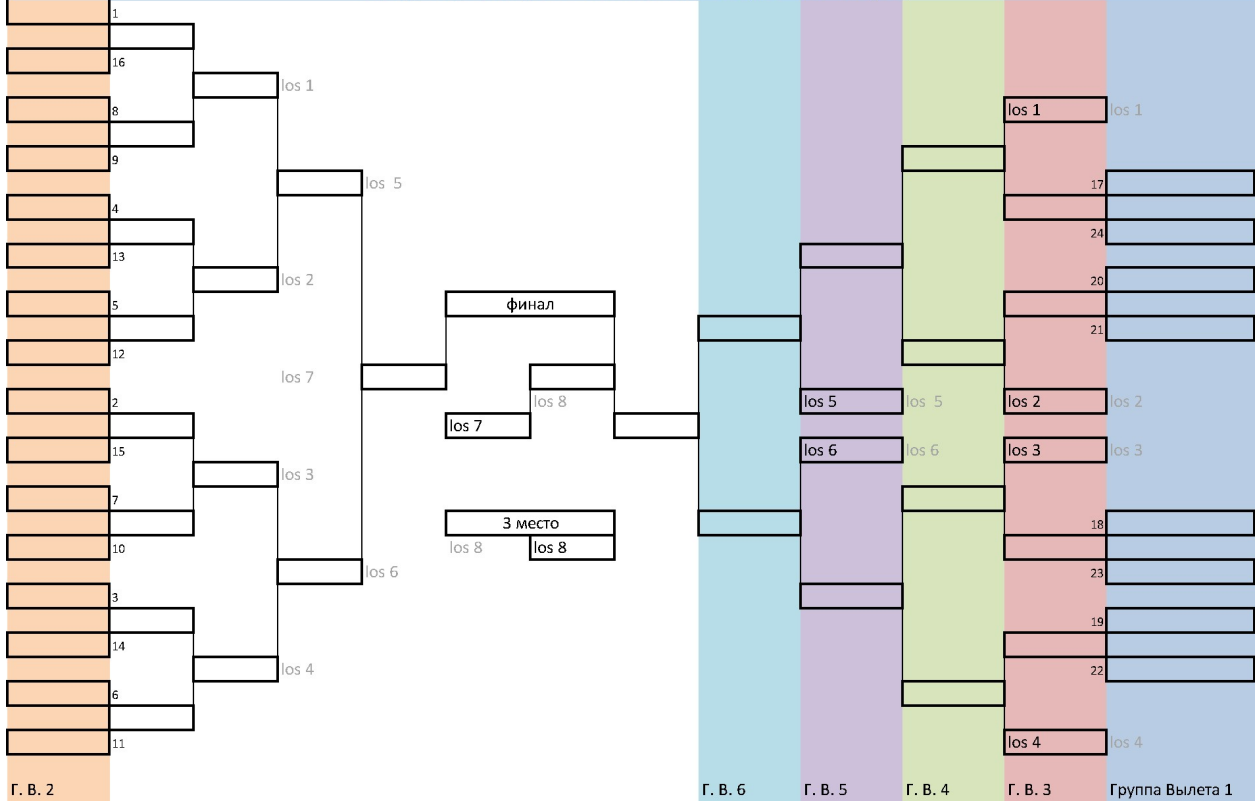 1
16
los 1
8
los 1
los 1
9
los  5
17
4
24
13
los 2
20
5
финал
21
12
los 7
2
los 8
los 5
los  5
los 2
los 2
los 7
15
los 6
los 6
los 3
los 3
los 3
7
3 место
18
10
los 8
los 8
los 6
23
3
19
14
los 4
22
6
11
los 4
los 4
Г. В. 2
Г. В. 6
Г. В. 5
Г. В. 4
Г. В. 3
Группа Вылета 1